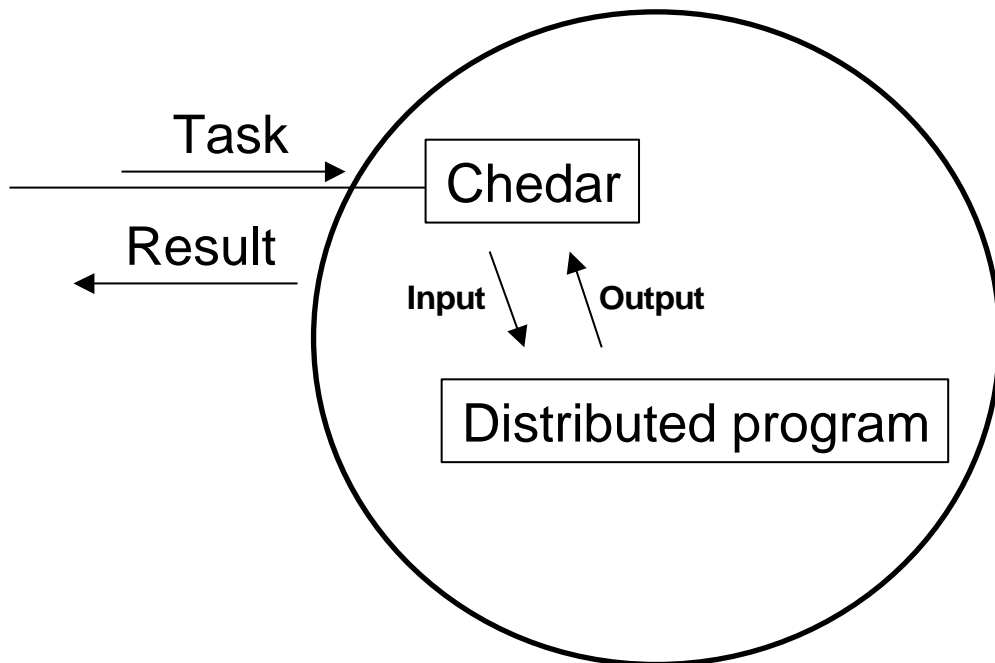 Task
Chedar
Result
Input
Output
Distributed program